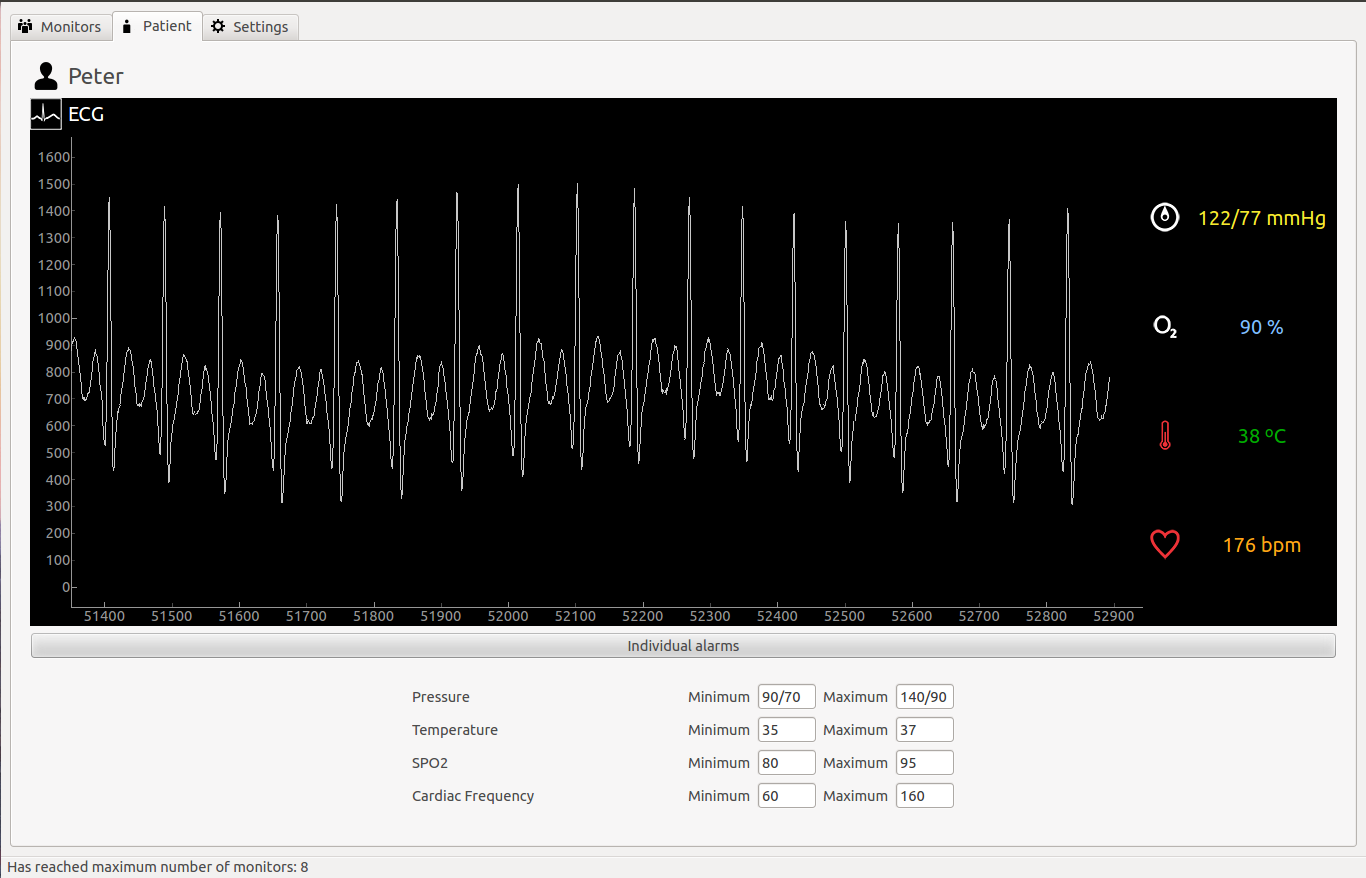 Monitors Patient Settings
Peter
ECG
1600
1500
1400
1300
1200
1100
1000
900
800
700
600
500
400
300
200
100
0
51400 51500 51600 51700 51800 51900 52000 52100 52200 52300 52400 52500 52600 52700 52800 52900
122/77 mmHg
O2 90 %
38 ºC
176 bpm
Individual alarms
Pressure Minimum 90/70 Maximum 140/90
Temperature Minimum 35 Maximum 37
SPO2 Minimum 80 Maximum 95
Cardiac Frequency Minimum 60 Maximum 160
Has reached maximum number of monitors: 8